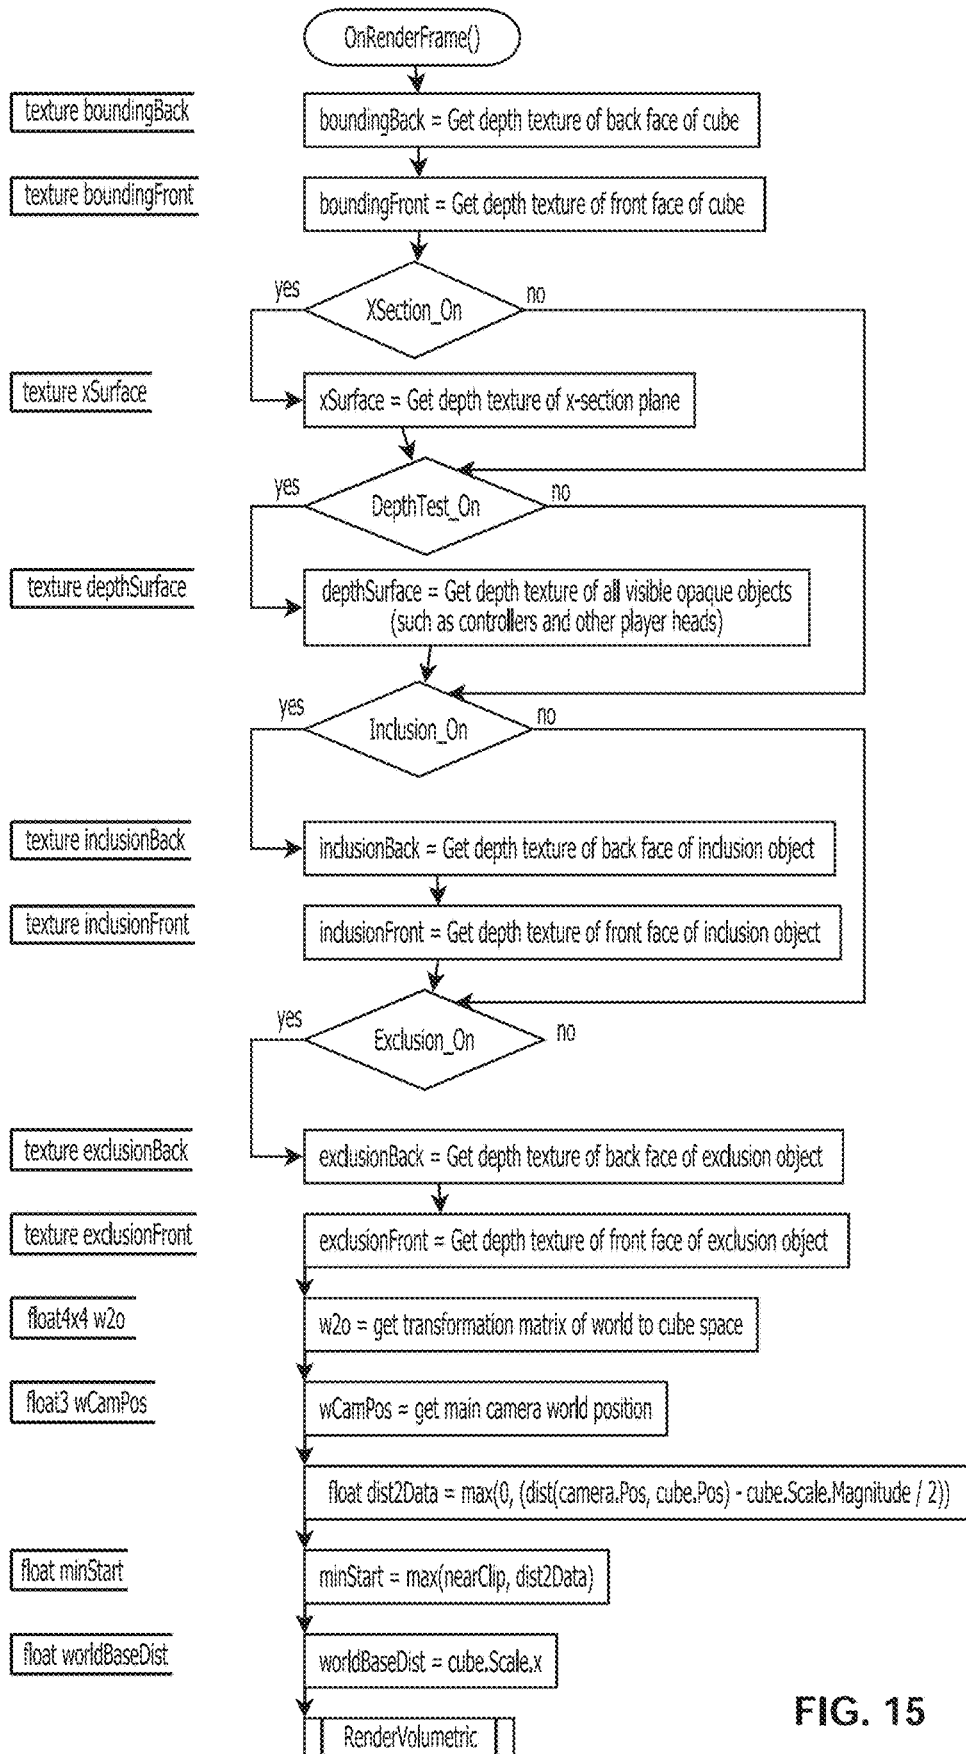 OnRenderFrame()
texture boundingBack
boundingBack = Get depth texture of back face of cube
texture boundingFront
boundingFront = Get depth texture of front face of cube
yes
XSection_On
no
texture xSurface
xSurface = Get depth texture of x-section plane
yes
DepthTest_On
no
texture depthSurface
depthSurface = Get depth texture of all visible opaque objects
(such as controllers and other player heads)
yes
Inclusion_On
no
texture inclusionBack
inclusionBack = Get depth texture of back face of inclusion object
texture inclusionFront
inclusionFront = Get depth texture of front face of inclusion object
yes
Exclusion_On
no
texture exclusionBack
exclusionBack = Get depth texture of back face of exclusion object
texture exclusionFront
exclusionFront = Get depth texture of front face of exclusion object
float4x4 w2o
w2o = get transformation matrix of world to cube space
float3 wCamPos
wCamPos = get main camera world position
float dist2Data = max(0, (dist(camera.Pos, cube.Pos) - cube.Scale.Magnitude / 2))
float minStart
minStart = max(nearClip, dist2Data)
float worldBaseDist
worldBaseDist = cube.Scale.x
RenderVolumetric
FIG. 15